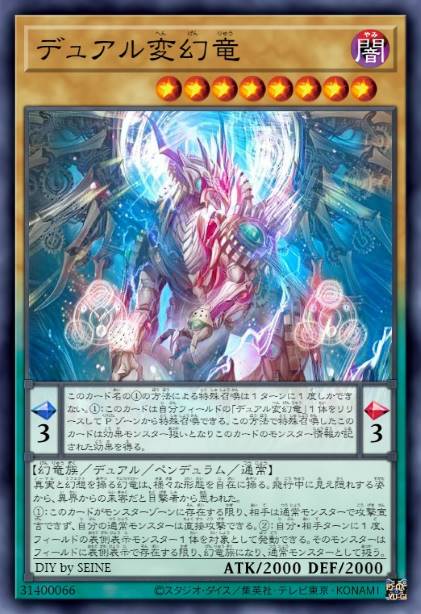 デュアル変幻竜
へん げん りゅう
やみ
闇
このカード名の①の方法による特殊召喚は1ターンに1度しかでき
ない。①:このカードは自分フィールドの「デュアル変幻竜」1体をリリ
ースしてPゾーンから特殊召喚できる。この方法で特殊召喚したこの
カードは効果モンスター扱いとなりこのカードのモンスター情報が記
された効果を得る。
3
3
【幻竜族/デュアル/ペンデュラム/通常】
真実と幻想を操る幻竜は、様々な形態を自在に操る。飛行中に見え隠れする姿
から、異界からの来客だと目撃者から思われた。
①:このカードがモンスターゾーンに存在する限り、相手は通常モンスターで攻撃宣
言できず、自分の通常モンスターは直接攻撃できる。②:自分・相手ターンに1度、
フィールドの表側表示モンスター1体を対象として発動できる。そのモンスターは
フィールドに表側表示で存在する限り、幻竜族になり、通常モンスターとして扱う。
DIY by SEINE
ATK/2000 DEF/2000
31400066
©スタジオ・ダイス/集英社・テレビ東京・KONAMI